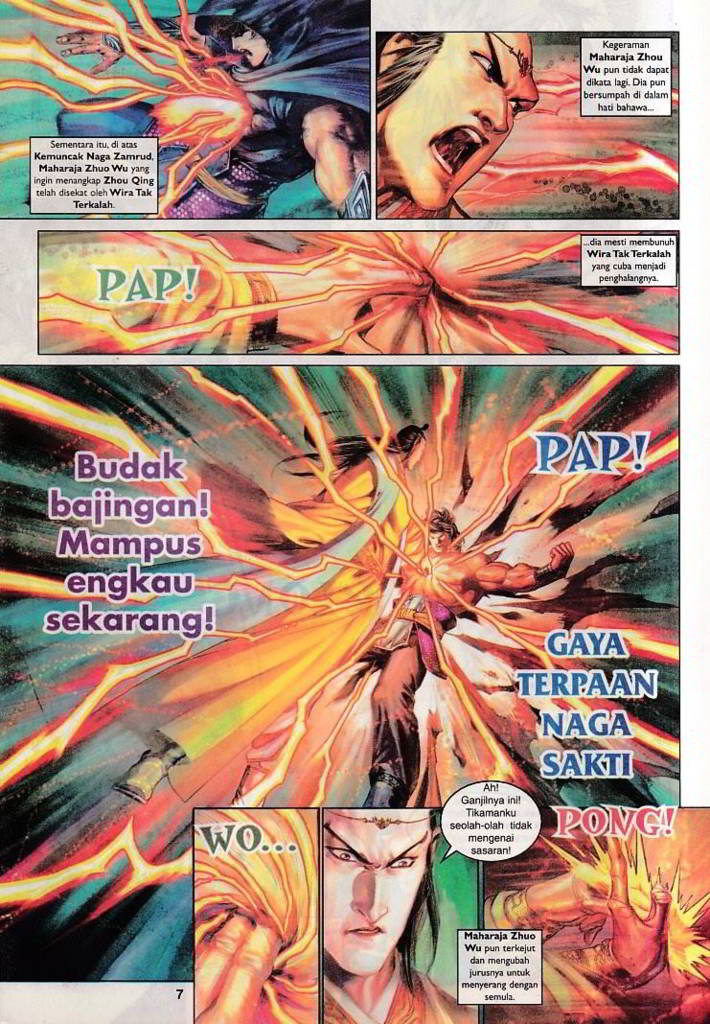 Sementara itu, di atas
Kemuncak Naga Zamrud,
Maharaja Zhuo Wu yang
ingin menangkap Zhou Qing
telah disekat oleh Wira Tak
Terkalah.
Kegeraman
Maharaja Zhou
Wu pun tidak dapat
dikata lagi. Dia pun
bersumpah di dalam
hati bahawa...
PAP!
...dia mesti membunuh
Wira Tak Terkalah
yang cuba menjadi
penghalangnya.
Budak
bajingan!
Mampus
engkau
sekarang!
PAP!
GAYA
TERPAAN
NAGA
SAKTI
WO...
Ah!
Ganjilnya ini!
Tikamanku
seolah-olah tidak
mengenai
sasaran!
PONG!
Maharaja Zhuo
Wu pun terkejut
dan mengubah
jurusnya untuk
menyerang dengan
semula.
7